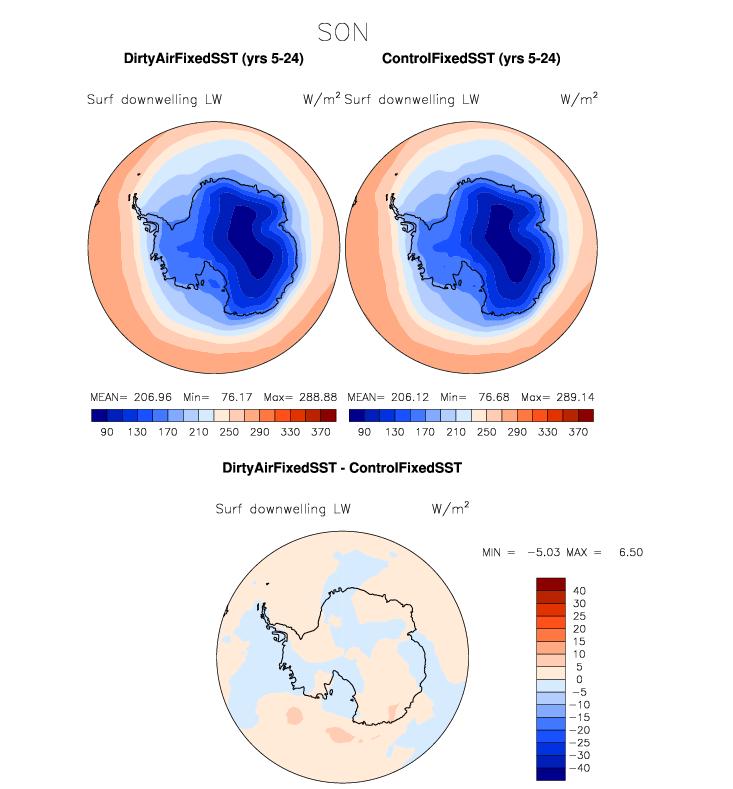 SON
DirtyAirFixedSST (yrs 5-24) ControlFixedSST (yrs 5-24)
Surf downwelling LW W/m² Surf downwelling LW W/m²
MEAN= 206.96 Min= 76.17 Max= 288.88 MEAN= 206.12 Min= 76.68 Max= 289.14
90 130 170 210 250 290 330 370 90 130 170 210 250 290 330 370
DirtyAirFixedSST - ControlFixedSST
Surf downwelling LW W/m²
MIN = −5.03 MAX = 6.50
40
30
25
20
15
10
5
0
−5
−10
−15
−20
−25
−30
−40